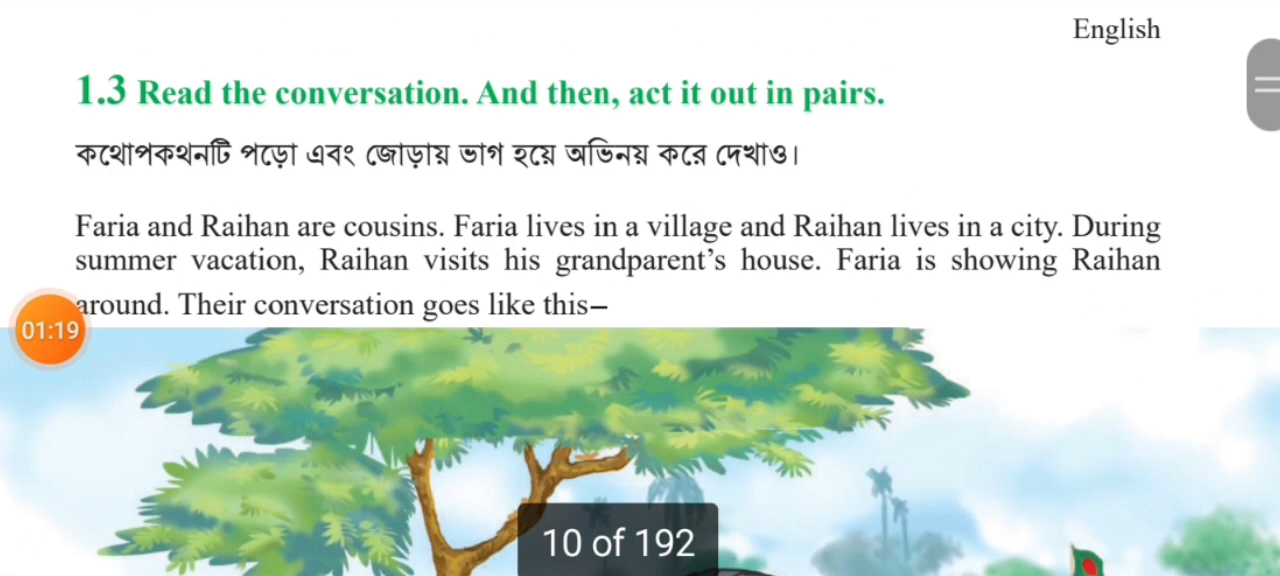 English
1.3 Read the conversation. And then, act it out in pairs.
কথোপকথনটি পড়ো এবং জোড়ায় ভাগ হয়ে অভিনয় করে দেখাও।
Faria and Raihan are cousins. Faria lives in a village and Raihan lives in a city. During
summer vacation, Raihan visits his grandparent’s house. Faria is showing Raihan
around. Their conversation goes like this–
01:19
10 of 192